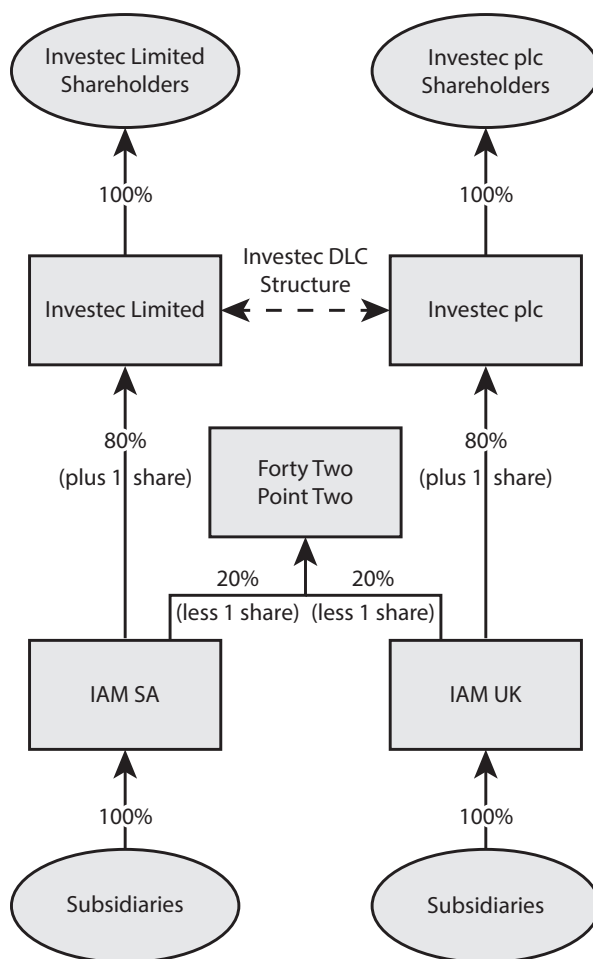 Investec Limited
Shareholders
Investec plc
Shareholders
100%
100%
Investec DLC
Structure
Investec Limited
Investec plc
80%
(plus 1 share)
80%
(plus 1 share)
Forty Two
Point Two
20%
(less 1 share)
20%
(less 1 share)
IAM SA
IAM UK
100%
100%
Subsidiaries
Subsidiaries